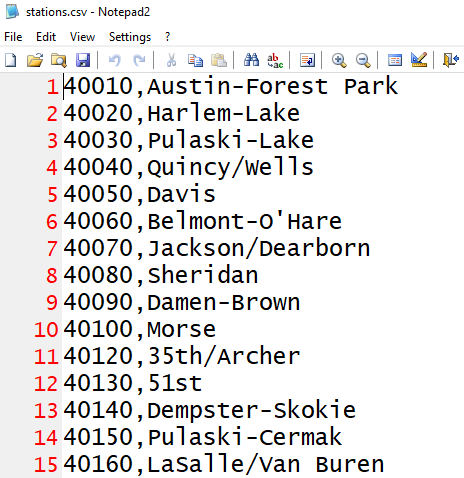 stations.csv - Notepad2
File Edit View Settings ?
1 40010,Austin-Forest Park
2 40020,Harlem-Lake
3 40030,Pulaski-Lake
4 40040,Quincy/Wells
5 40050,Davis
6 40060,Belmont-O'Hare
7 40070,Jackson/Dearborn
8 40080,Sheridan
9 40090,Damen-Brown
10 40100,Morse
11 40120,35th/Archer
12 40130,51st
13 40140,Dempster-Skokie
14 40150,Pulaski-Cermak
15 40160,LaSalle/Van Buren